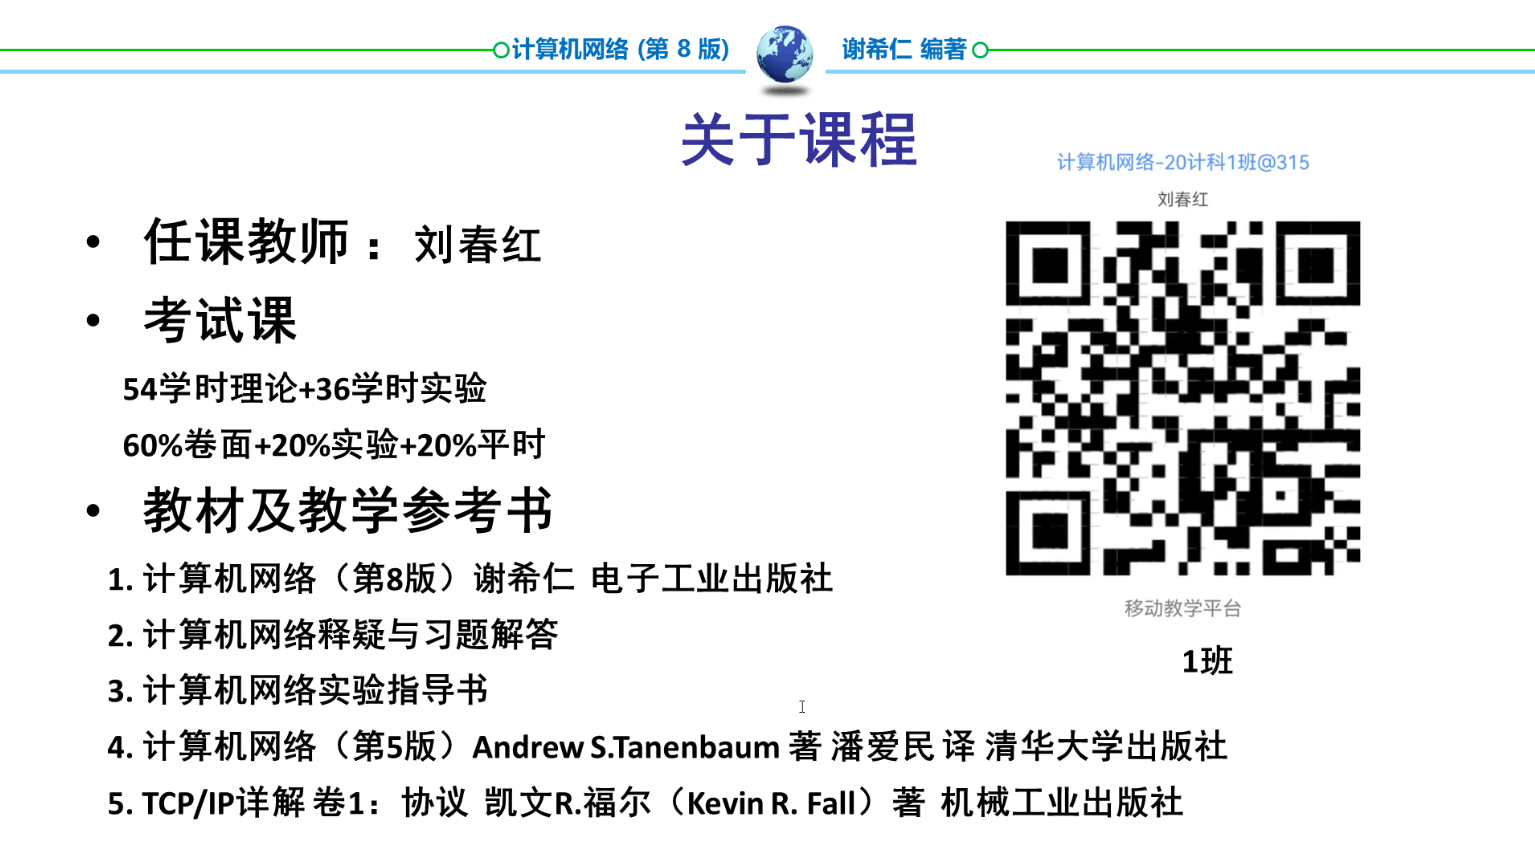 计算机网络 (第 8 版) 谢希仁 编著
关于课程
计算机网络-20计科1班@315
刘春红
• 任课教师 ： 刘春红
• 考试课
54学时理论+36学时实验
60%卷面+20%实验+20%平时
• 教材及教学参考书
1. 计算机网络（第8版）谢希仁 电子工业出版社
移动教学平台
2. 计算机网络释疑与习题解答
1班
3. 计算机网络实验指导书
4. 计算机网络（第5版）Andrew S.Tanenbaum 著 潘爱民 译 清华大学出版社
5. TCP/IP详解 卷1：协议 凯文R.福尔（Kevin R. Fall）著 机械工业出版社